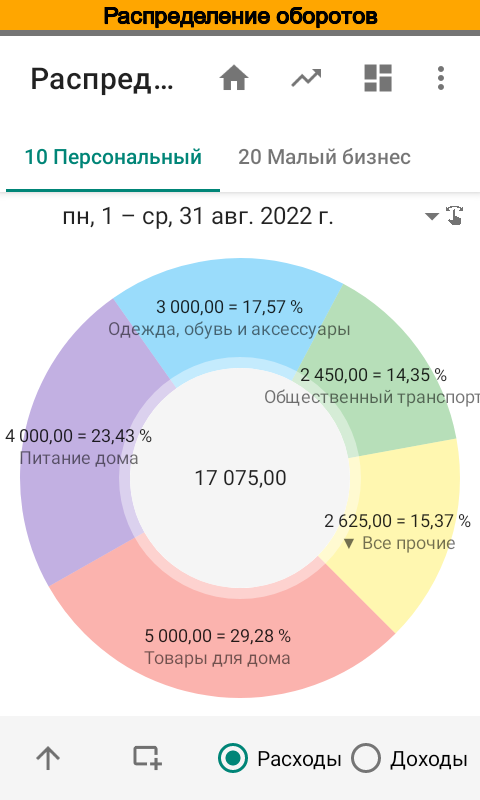 Распределение оборотов
Распред...
10 Персональный
20 Малый бизнес
пн, 1 – ср, 31 авг. 2022 г.
3 000,00 = 17,57 %
Одежда, обувь и аксессуары
2 450,00 = 14,35 %
Общественный транспорт
4 000,00 = 23,43 %
Питание дома
17 075,00
2 625,00 = 15,37 %
▼ Все прочие
5 000,00 = 29,28 %
Товары для дома
Расходы
Доходы